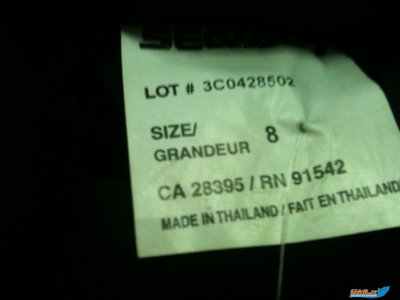 LOT # 3C0428502
SIZE/
GRANDEUR 8
CA 28395 / RN 91542
MADE IN THAILAND / FAIT EN THAILANDE